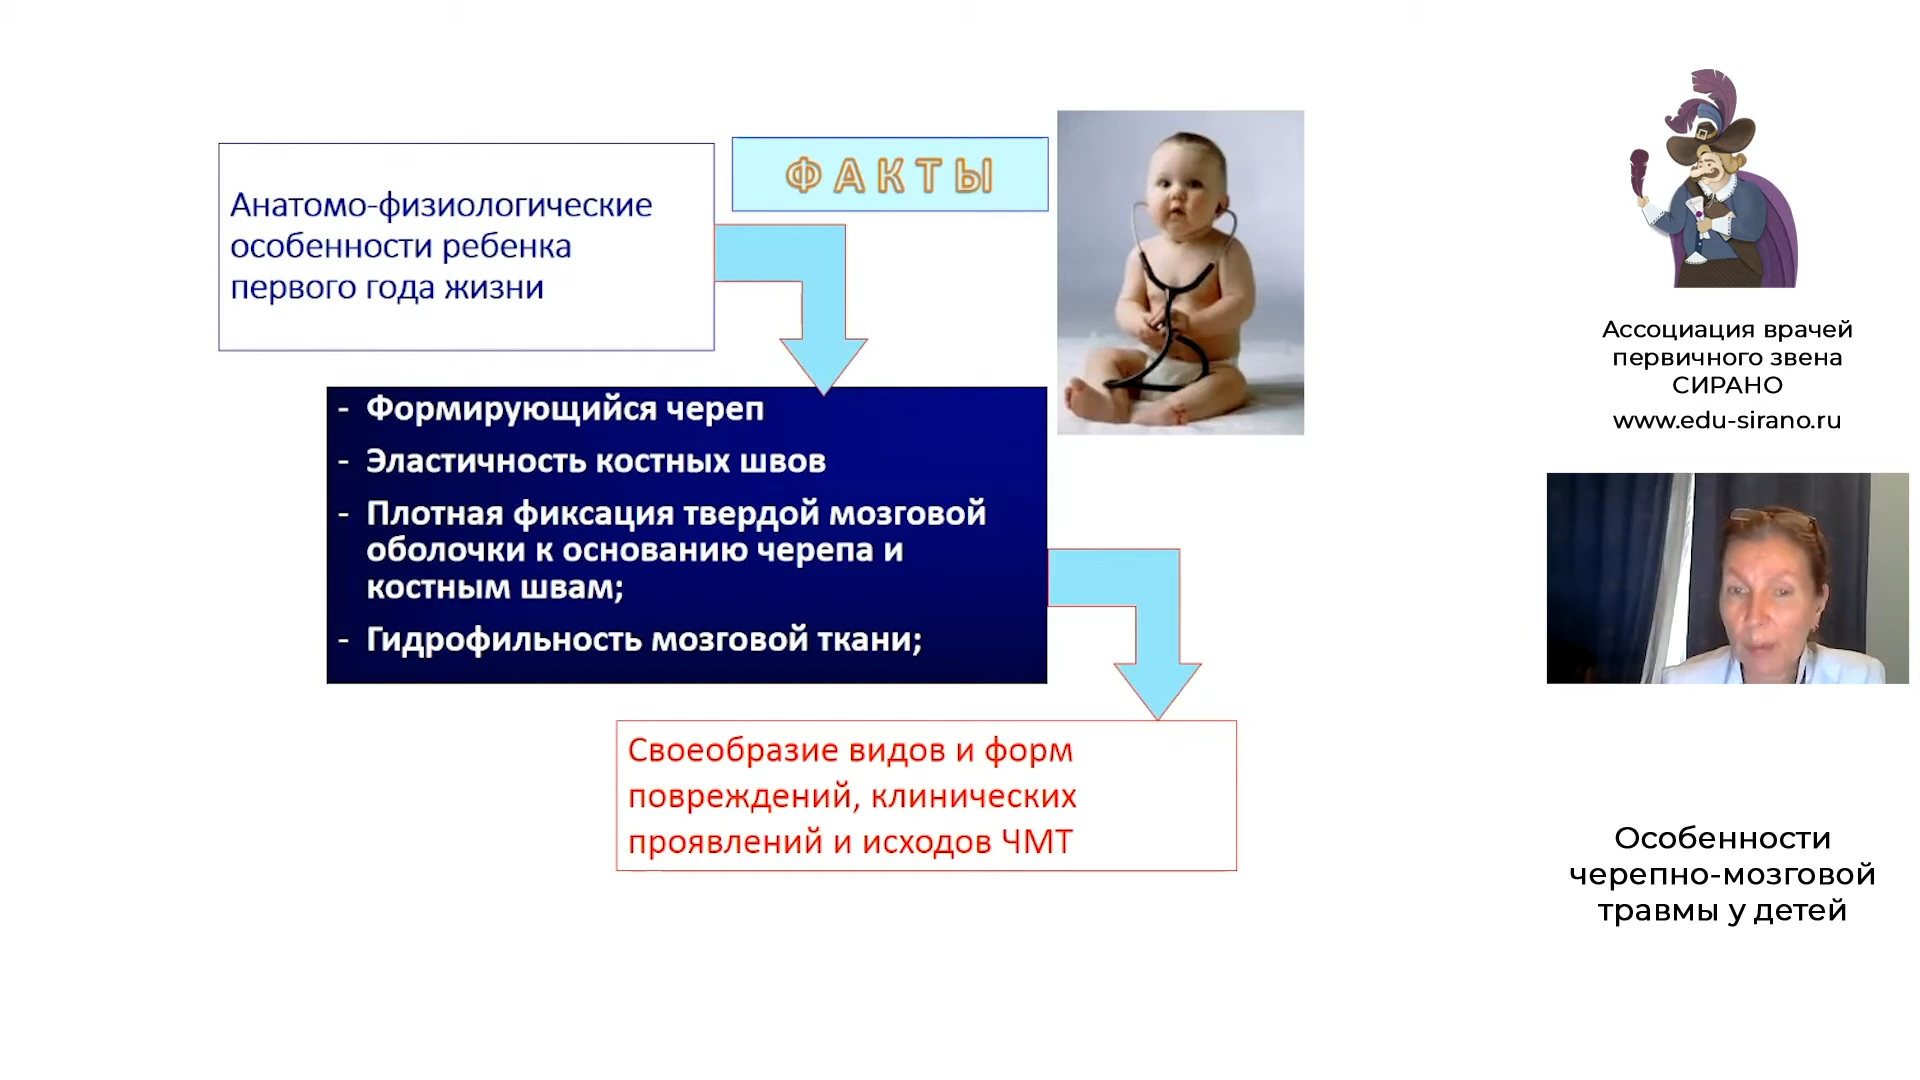 Ф А К Т Ы
Анатомо-физиологические
особенности ребенка
первого года жизни
- Формирующийся череп
- Эластичность костных швов
- Плотная фиксация твердой мозговой
оболочки к основанию черепа и
костным швам;
- Гидрофильность мозговой ткани;
Своеобразие видов и форм
повреждений, клинических
проявлений и исходов ЧМТ
Ассоциация врачей
первичного звена
СИРАНО
www.edu-sirano.ru
Особенности
черепно-мозговой
травмы у детей